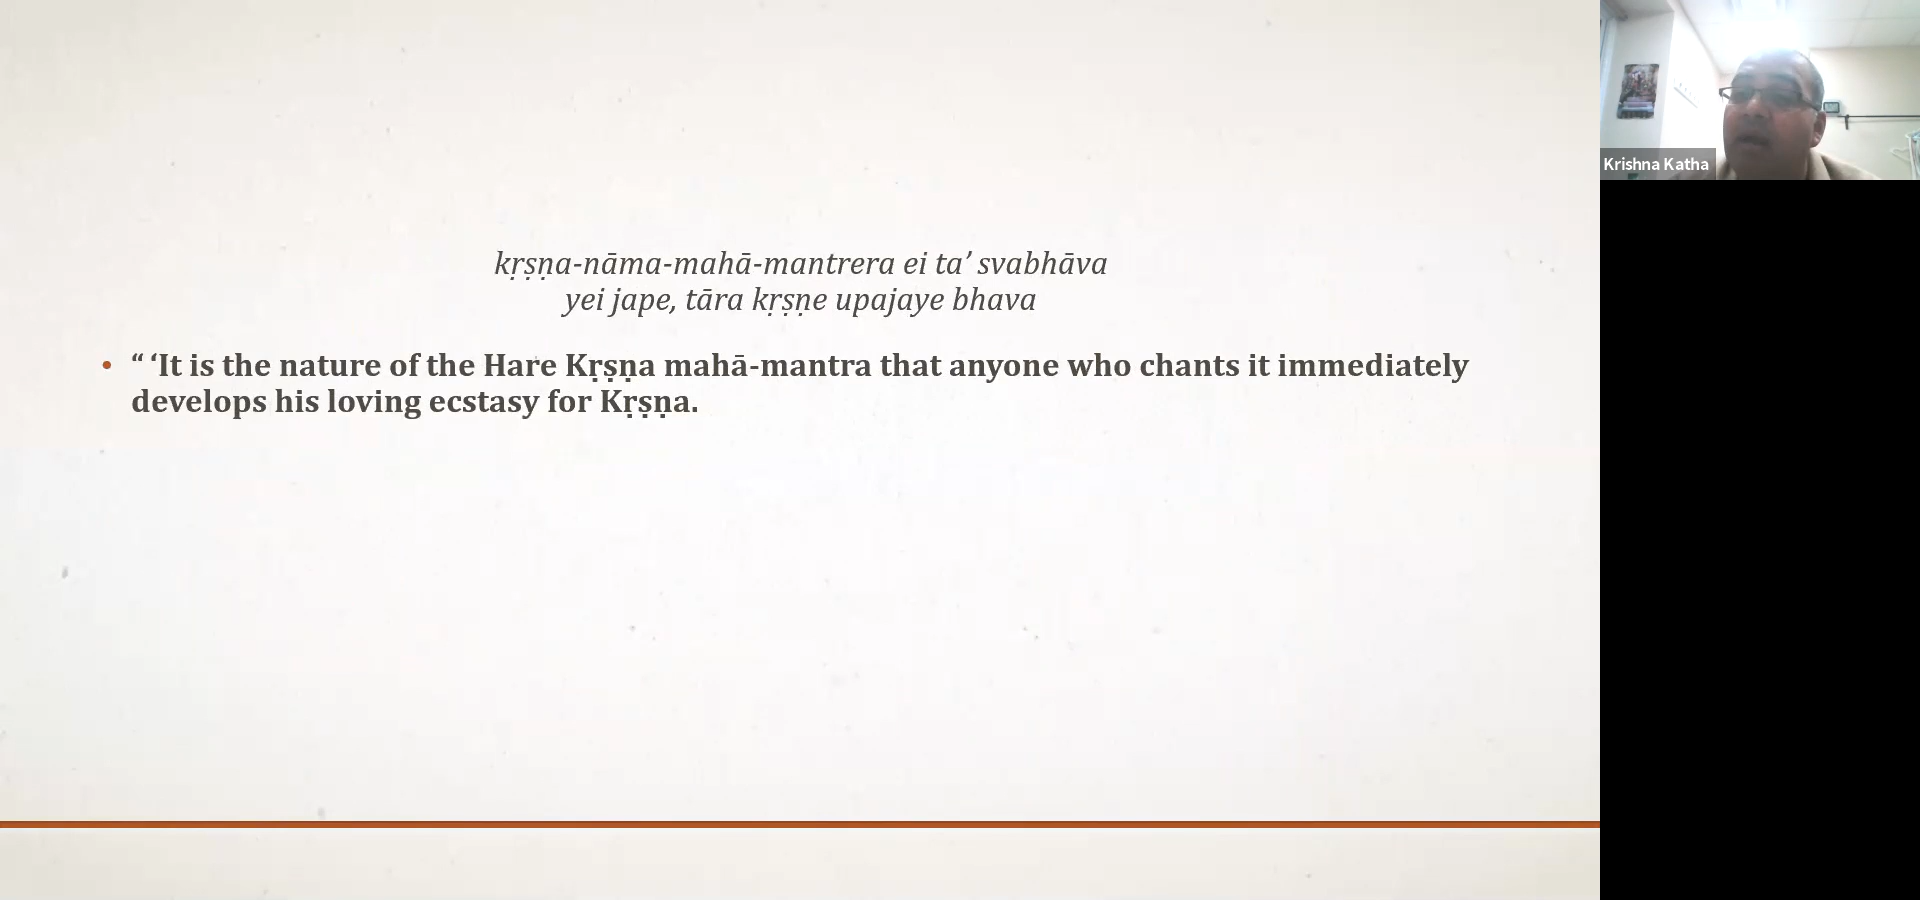 kṛṣṇa-nāma-mahā-mantrera ei ta’ svabhāva
yei jape, tāra kṛṣṇe upajaye bhava
• “ ‘It is the nature of the Hare Kṛṣṇa mahā-mantra that anyone who chants it immediately
develops his loving ecstasy for Kṛṣṇa.
Krishna Katha